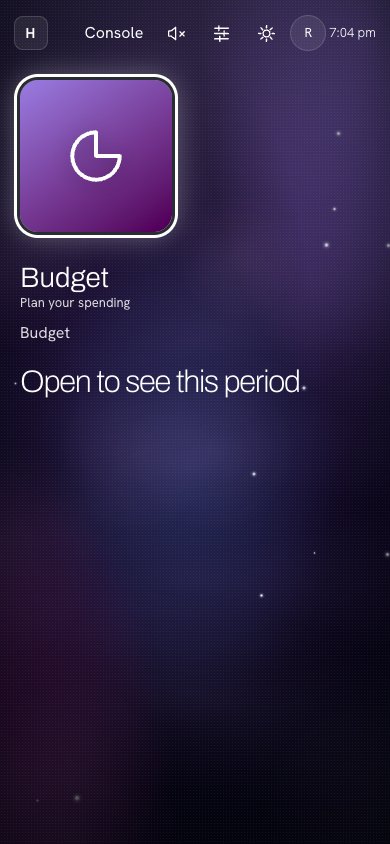 H Console R 7:04 pm
Budget
Plan your spending
Budget
Open to see this period.